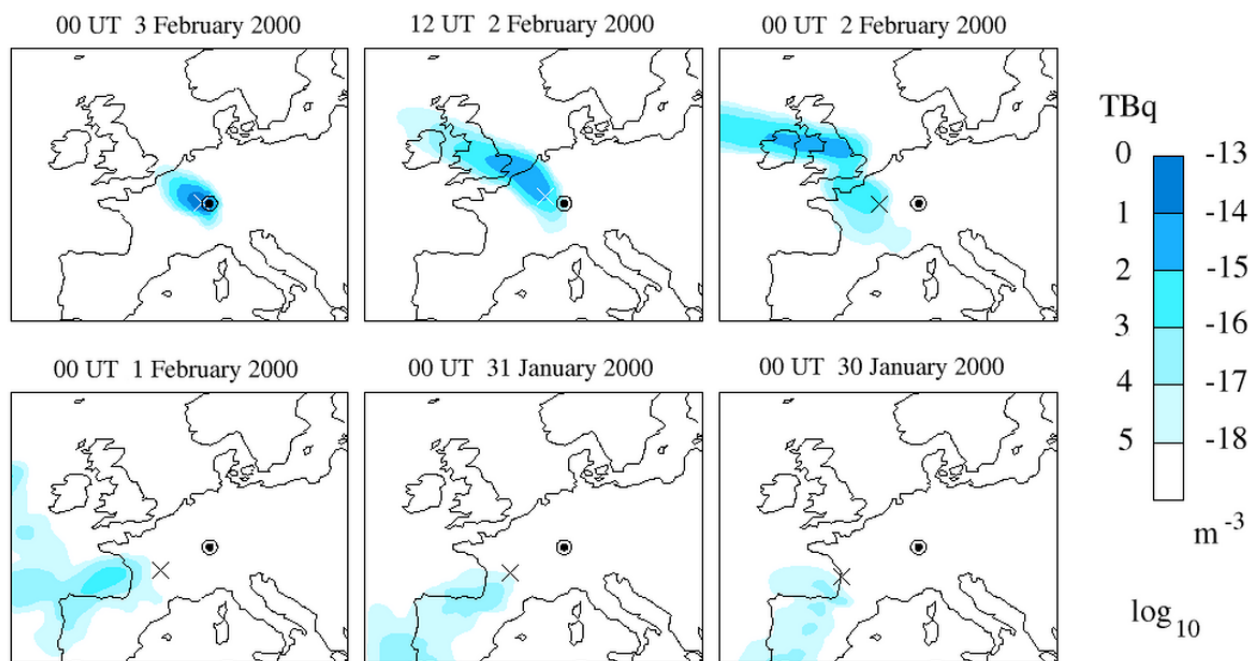 00 UT 3 February 2000
12 UT 2 February 2000
00 UT 2 February 2000
TBq
0 -13
1 -14
2 -15
3 -16
4 -17
5 -18
m⁻³
log₁₀
00 UT 1 February 2000
00 UT 31 January 2000
00 UT 30 January 2000